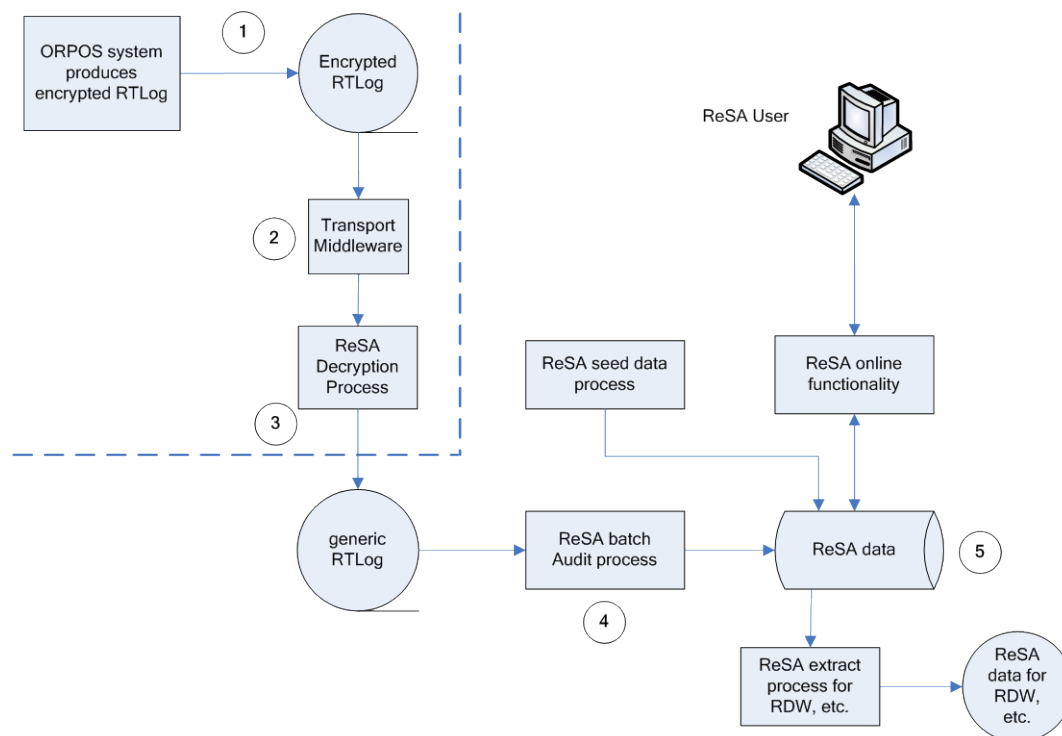 1
ORPOS system
produces
encrypted RTLog
Encrypted
RTLog
ReSA User
2
Transport
Middleware
ReSA
Decryption
Process
3
ReSA seed data
process
ReSA online
functionality
generic
RTLog
ReSA batch
Audit process
4
ReSA data
5
ReSA extract
process for
RDW, etc.
ReSA
data for
RDW,
etc.